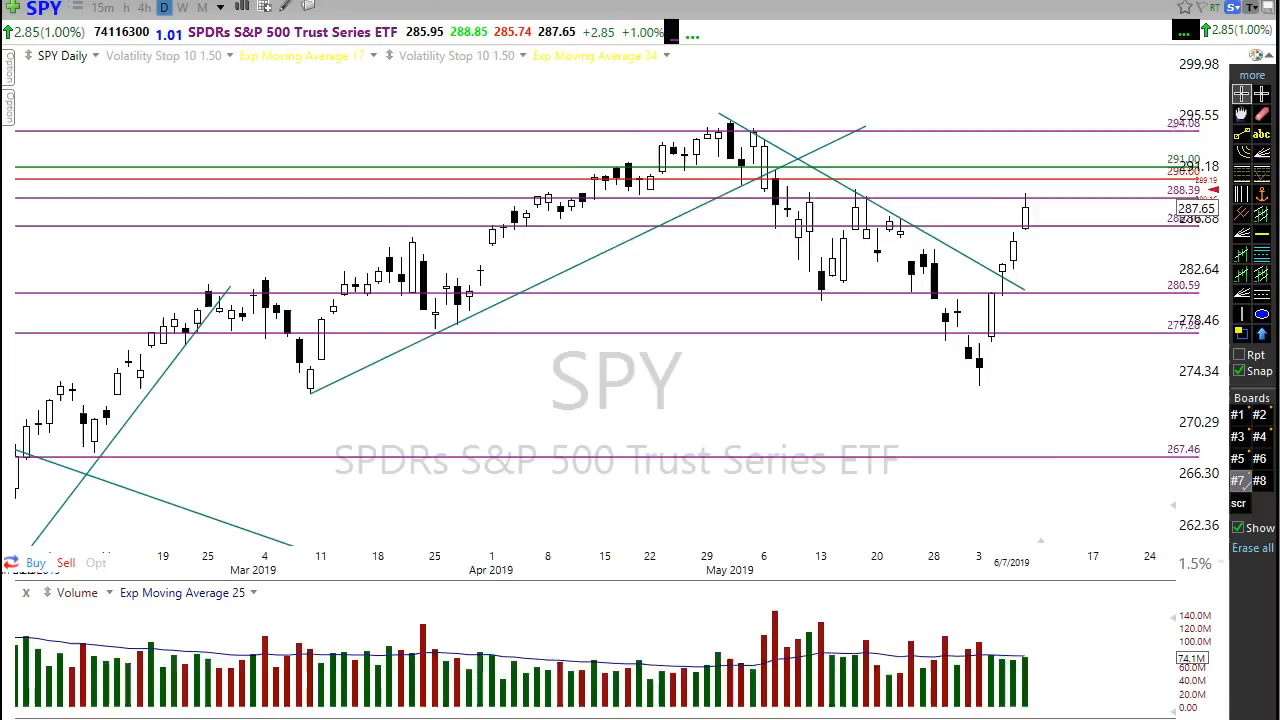 SPY 15m h 4h D W M RT S T
2.85(1.00%) 74116300 1.01 SPDRs S&P 500 Trust Series ETF 285.95 288.85 285.74 287.65 +2.85 +1.00% ... ... 2.85(1.00%)
Option SPY Daily Volatility Stop 10 1.50 Exp Moving Average 17 Volatility Stop 10 1.50 Exp Moving Average 34
Option
299.98
295.55
294.08
291.00
291.18
289.19
288.39
287.65
282.64
280.59
278.46
274.34
270.29
267.46
266.30
262.36
SPY
SPDRs S&P 500 Trust Series ETF
more
abc
Rpt
Snap
Boards
#1 #2
#3 #4
#5 #6
#7 #8
scr
Show
Erase all
19 25 4 11 18 25 1 8 15 22 29 6 13 20 28 3 17 24
Mar 2019 Apr 2019 May 2019 6/7/2019
Buy Sell Opt 1.5%
x Volume Exp Moving Average 25
140.0M
120.0M
100.0M
74.1M
60.0M
40.0M
20.0M
0.00